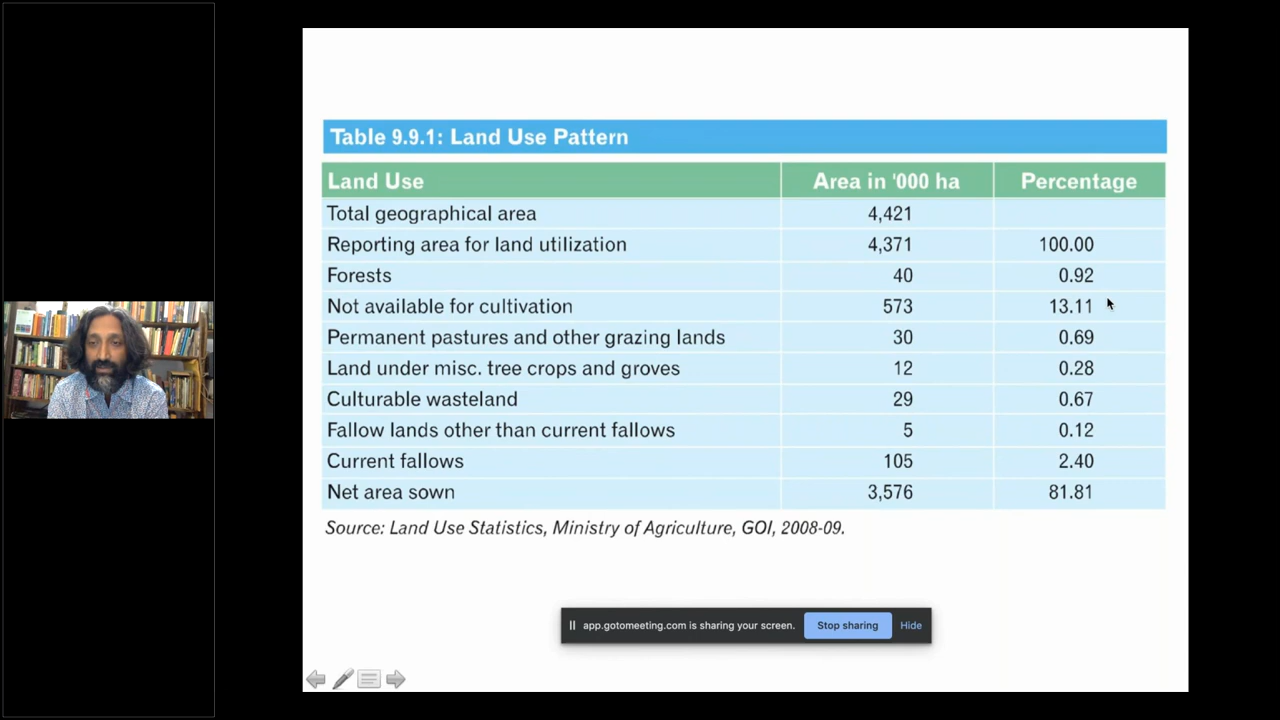 Table 9.9.1: Land Use Pattern
Land Use Area in '000 ha Percentage
Total geographical area 4,421
Reporting area for land utilization 4,371 100.00
Forests 40 0.92
Not available for cultivation 573 13.11
Permanent pastures and other grazing lands 30 0.69
Land under misc. tree crops and groves 12 0.28
Culturable wasteland 29 0.67
Fallow lands other than current fallows 5 0.12
Current fallows 105 2.40
Net area sown 3,576 81.81
Source: Land Use Statistics, Ministry of Agriculture, GOI, 2008-09.
app.gotomeeting.com is sharing your screen. Stop sharing Hide